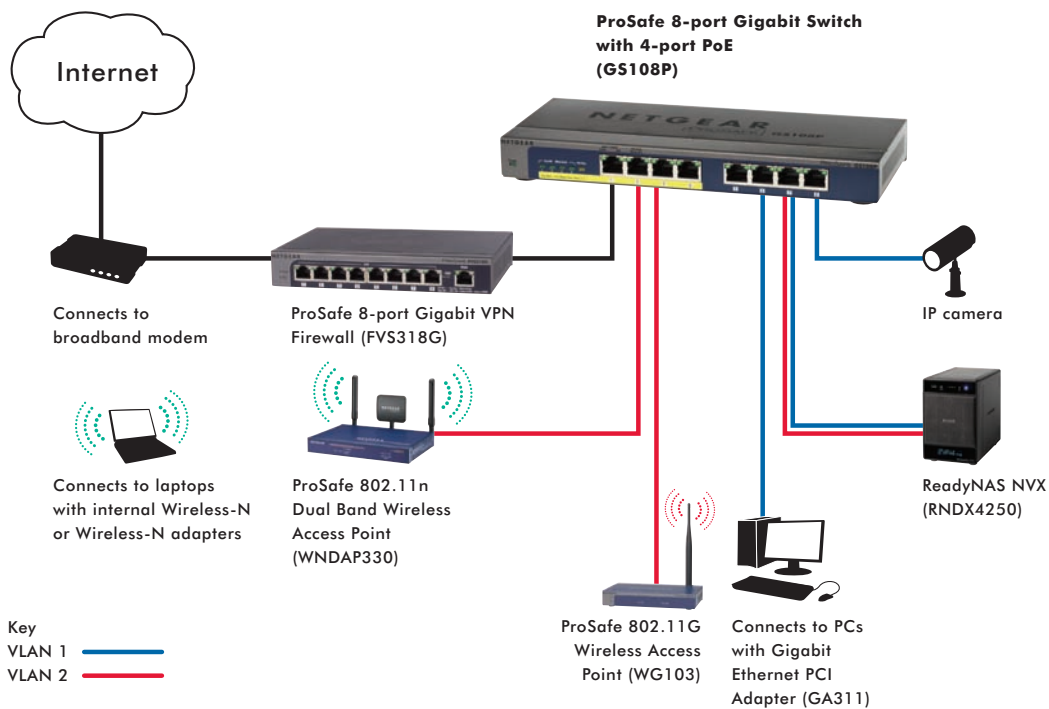 Internet
ProSafe 8-port Gigabit Switch
with 4-port PoE
(GS108P)
NETGEAR
NETGEAR
Connects to
broadband modem
ProSafe 8-port Gigabit VPN
Firewall (FVS318G)
IP camera
Connects to laptops
with internal Wireless-N
or Wireless-N adapters
NETGEAR
ProSafe 802.11n
Dual Band Wireless
Access Point
(WNDAP330)
ReadyNAS NVX
(RNDX4250)
ProSafe 802.11G
Wireless Access
Point (WG103)
Connects to PCs
with Gigabit
Ethernet PCI
Adapter (GA311)
Key
VLAN 1
VLAN 2